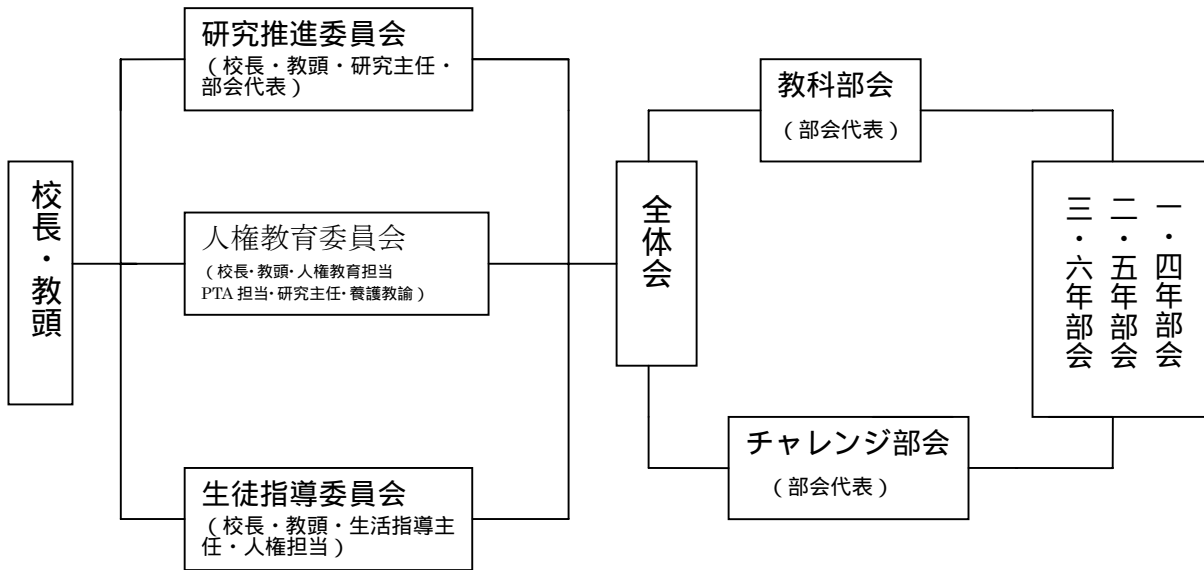 校長・教頭
研究推進委員会
(校長・教頭・研究主任・
部会代表)
人権教育委員会
(校長・教頭・人権教育担当
PTA 担当・研究主任・養護教諭)
生徒指導委員会
(校長・教頭・生活指導主
任・人権担当)
全体会
教科部会
(部会代表)
チャレンジ部会
(部会代表)
一・四年部会
二・五年部会
三・六年部会